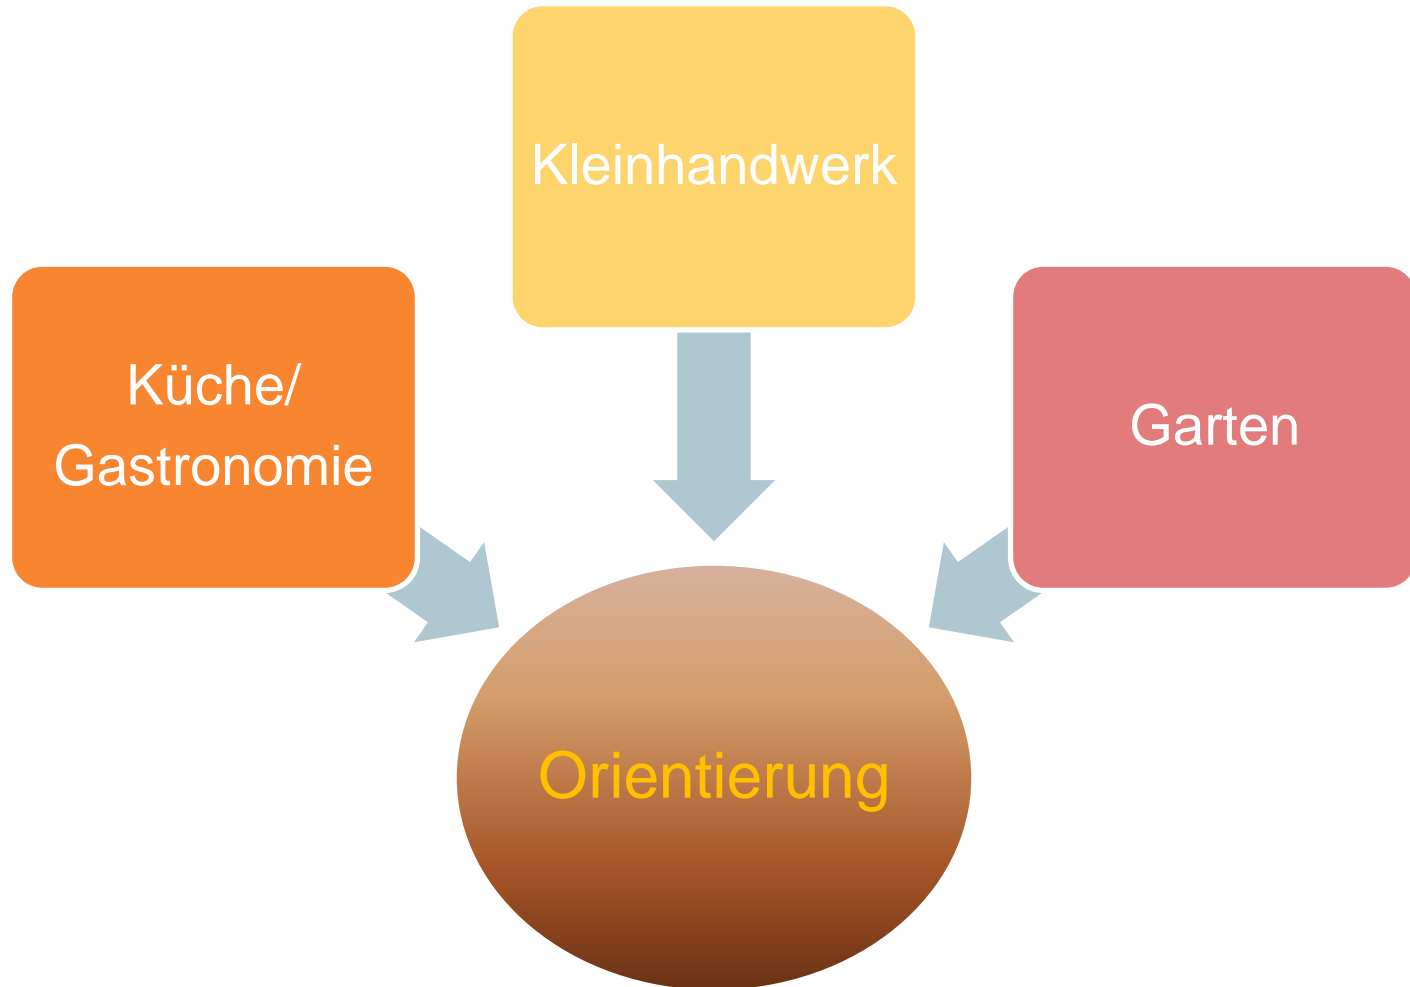 Kleinhandwerk
Küche/
Gastronomie
Garten
Orientierung